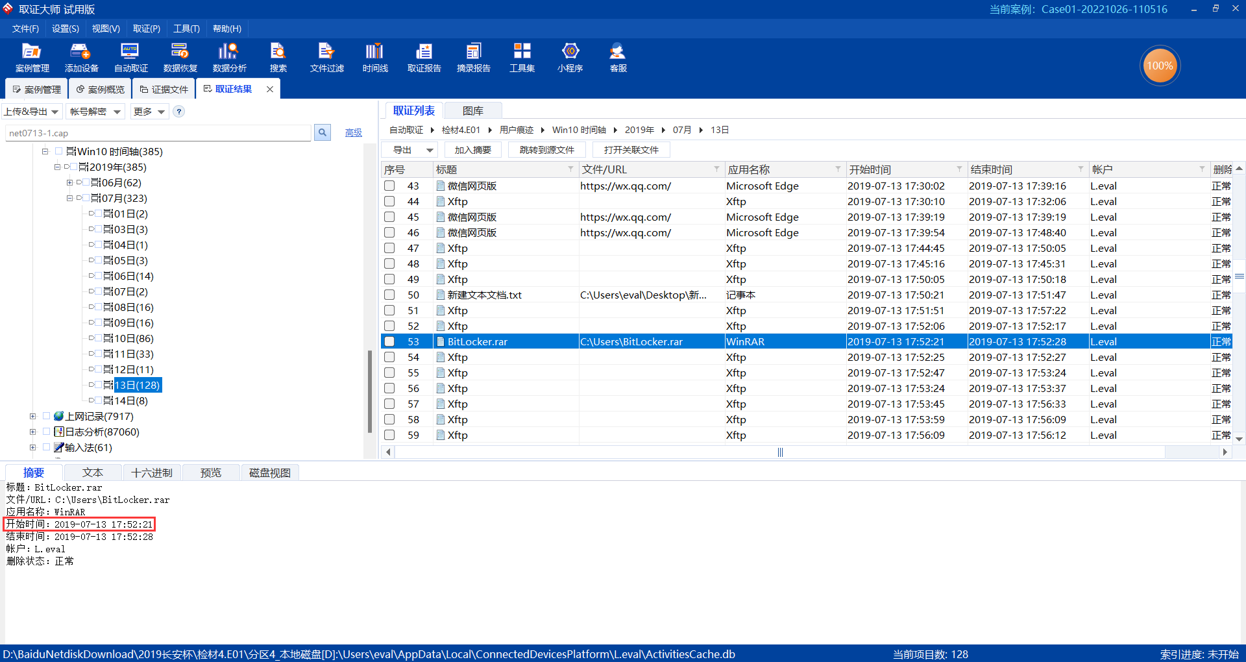 取证大师 试用版
当前案例：Case01-20221026-110516
文件(F) 设置(S) 视图(V) 取证(P) 工具(T) 帮助(H)
案例管理 添加设备 自动取证 数据恢复 数据分析 搜索 文件过滤 时间线 取证报告 摘录报告 工具集 小程序 客服
100%
案例管理 案例概览 证据文件 取证结果
上传&导出 帐号解密 更多 ?
net0713-1.cap 高级
Win10 时间轴(385)
2019年(385)
06月(62)
07月(323)
01日(2)
03日(3)
04日(1)
05日(3)
06日(14)
07日(2)
08日(16)
09日(16)
10日(86)
11日(33)
12日(11)
13日(128)
14日(8)
上网记录(7917)
日志分析(87060)
输入法(61)
取证列表 图库
自动取证 检材4.E01 用户痕迹 Win10 时间轴 2019年 07月 13日
导出 加入摘要 跳转到源文件 打开关联文件
序号 标题 文件/URL 应用名称 开始时间 结束时间 帐户 删除
43 微信网页版 https://wx.qq.com/ Microsoft Edge 2019-07-13 17:30:02 2019-07-13 17:39:16 L.eval 正常
44 Xftp Xftp 2019-07-13 17:30:10 2019-07-13 17:32:06 L.eval 正常
45 微信网页版 https://wx.qq.com/ Microsoft Edge 2019-07-13 17:39:19 2019-07-13 17:39:19 L.eval 正常
46 微信网页版 https://wx.qq.com/ Microsoft Edge 2019-07-13 17:39:54 2019-07-13 17:48:40 L.eval 正常
47 Xftp Xftp 2019-07-13 17:44:45 2019-07-13 17:50:05 L.eval 正常
48 Xftp Xftp 2019-07-13 17:45:16 2019-07-13 17:45:31 L.eval 正常
49 Xftp Xftp 2019-07-13 17:50:05 2019-07-13 17:50:18 L.eval 正常
50 新建文本文档.txt C:\Users\eval\Desktop\新... 记事本 2019-07-13 17:50:21 2019-07-13 17:51:47 L.eval 正常
51 Xftp Xftp 2019-07-13 17:51:51 2019-07-13 17:57:22 L.eval 正常
52 Xftp Xftp 2019-07-13 17:52:06 2019-07-13 17:52:17 L.eval 正常
53 BitLocker.rar C:\Users\BitLocker.rar WinRAR 2019-07-13 17:52:21 2019-07-13 17:52:28 L.eval 正常
54 Xftp Xftp 2019-07-13 17:52:25 2019-07-13 17:52:27 L.eval 正常
55 Xftp Xftp 2019-07-13 17:52:47 2019-07-13 17:53:24 L.eval 正常
56 Xftp Xftp 2019-07-13 17:53:24 2019-07-13 17:53:37 L.eval 正常
57 Xftp Xftp 2019-07-13 17:53:45 2019-07-13 17:56:33 L.eval 正常
58 Xftp Xftp 2019-07-13 17:53:59 2019-07-13 17:56:09 L.eval 正常
59 Xftp Xftp 2019-07-13 17:56:09 2019-07-13 17:56:12 L.eval 正常
摘要 文本 十六进制 预览 磁盘视图
标题：BitLocker.rar
文件/URL：C:\Users\BitLocker.rar
应用名称：WinRAR
开始时间：2019-07-13 17:52:21
结束时间：2019-07-13 17:52:28
帐户：L.eval
删除状态：正常
D:\BaiduNetdiskDownload\2019长安杯\检材4.E01\分区4_本地磁盘[D]:\Users\eval\AppData\Local\ConnectedDevicesPlatform\L.eval\ActivitiesCache.db 当前项目数: 128 索引进度: 未开始